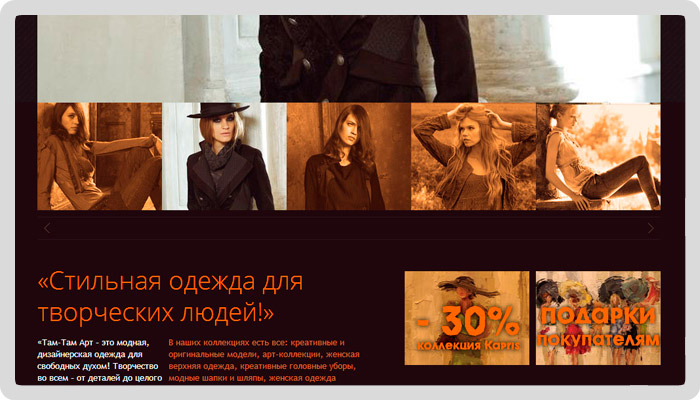 «Стильная одежда для
творческих людей!»
«Там-Там Арт - это модная,
дизайнерская одежда для
свободных духом! Творчество
во всем - от деталей до целого
В наших коллекциях есть все: креативные и
оригинальные модели, арт-коллекции, женская
верхняя одежда, креативные головные уборы,
модные шапки и шляпы, женская одежда
- 30%
коллекция Kapris
подарки
покупателям